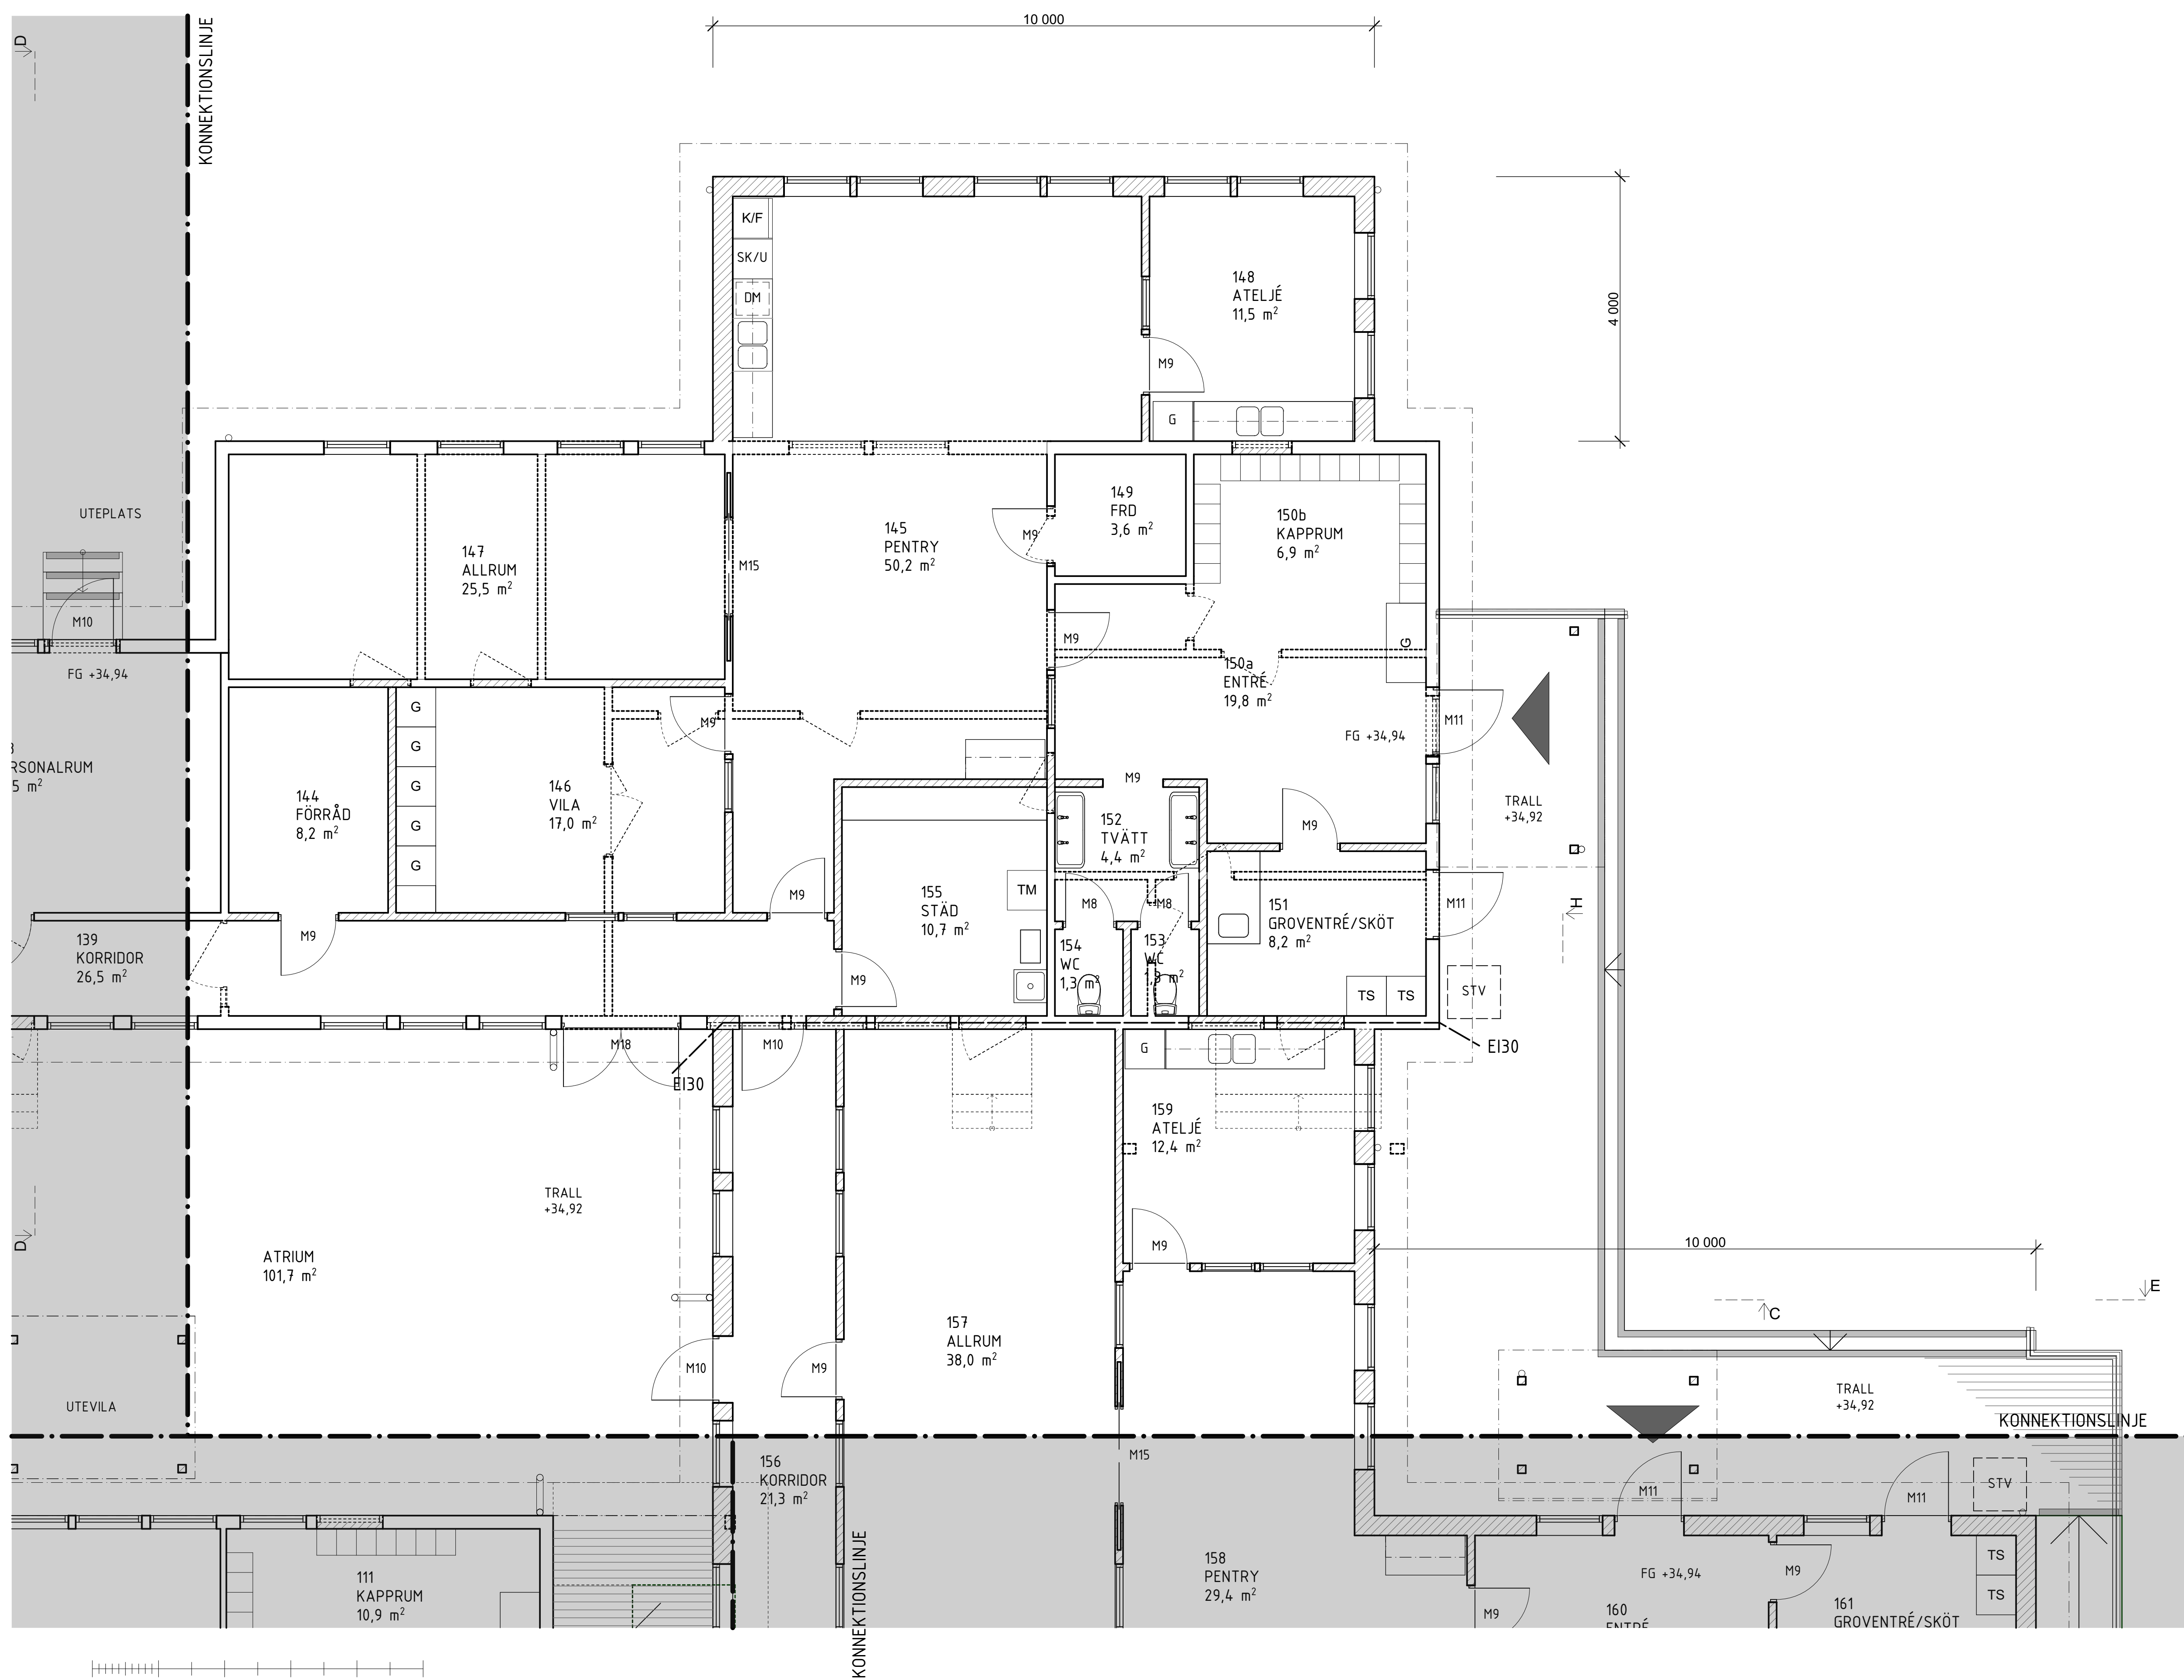 10 000
D
KONNEKTIONSLINJE
K/F
SK/U
DM
148
ATELJÉ
11,5 m²
4 000
M9
G
UTEPLATS
M10
FG +34,94
147
ALLRUM
25,5 m²
M15
145
PENTRY
50,2 m²
M9
149
FRD
3,6 m²
150b
KAPPRUM
6,9 m²
G
M9
150a
ENTRÉ
19,8 m²
FG +34,94
M11
RSONALRUM
5 m²
144
FÖRRÅD
8,2 m²
G
G
G
G
G
146
VILA
17,0 m²
M9
M9
M9
TRALL
+34,92
152
TVÄTT
4,4 m²
M9
M9
155
STÄD
10,7 m²
TM
M8
M8
154
WC
1,3 m²
153
WC
1,3 m²
151
GROVENTRÉ/SKÖT
8,2 m²
M11
H
TS
TS
STV
139
KORRIDOR
26,5 m²
M9
M18
EI30
M10
EI30
G
159
ATELJÉ
12,4 m²
M9
TRALL
+34,92
ATRIUM
101,7 m²
D
10 000
E
C
157
ALLRUM
38,0 m²
M10
M9
TRALL
+34,92
UTEVILA
KONNEKTIONSLINJE
156
KORRIDOR
21,3 m²
M15
M11
M11
STV
KONNEKTIONSLINJE
111
KAPPRUM
10,9 m²
158
PENTRY
29,4 m²
M9
FG +34,94
160
ENTRÉ
M9
TS
TS
161
GROVENTRÉ/SKÖT